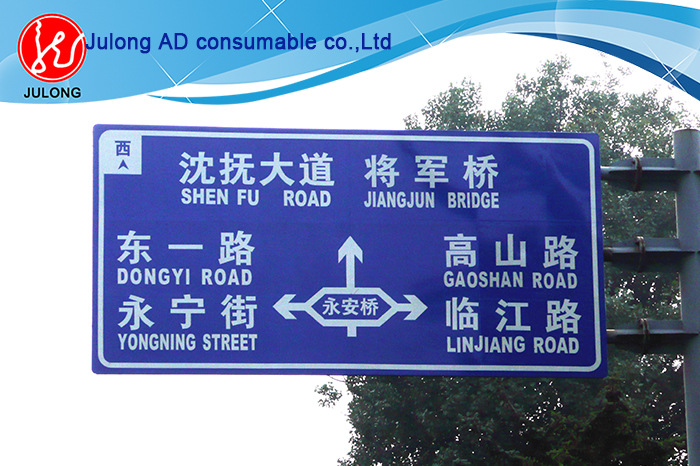 Julong AD consumable co.,Ltd
JULONG
西
沈抚大道 将军桥
SHEN FU ROAD JIANGJUN BRIDGE
东一路
DONGYI ROAD
高山路
GAOSHAN ROAD
永宁街
YONGNING STREET
永安桥
临江路
LINJIANG ROAD